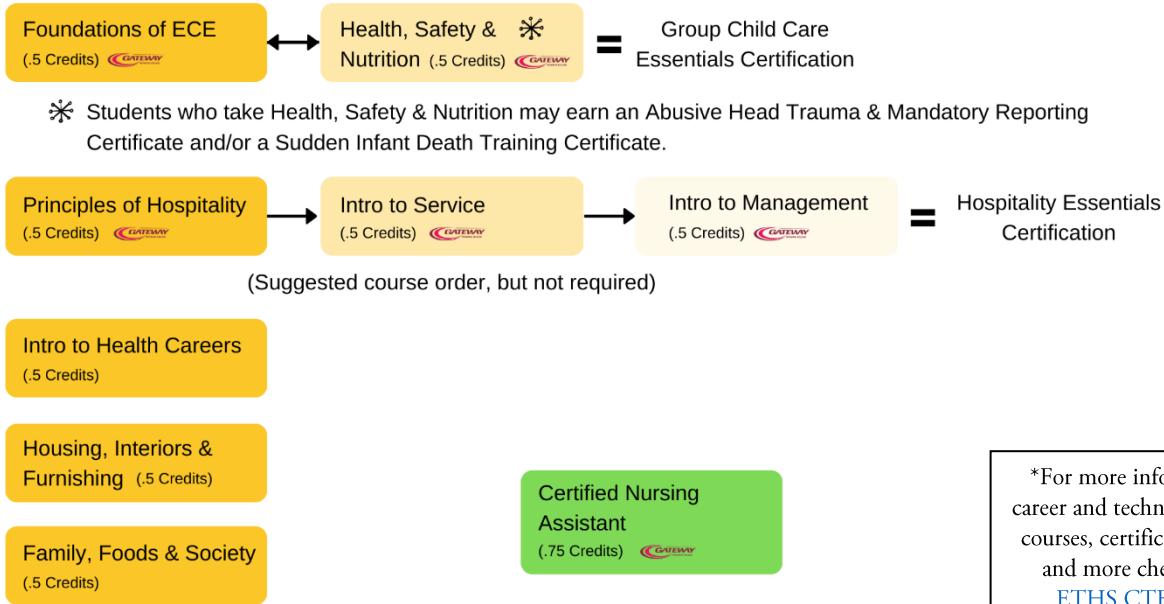 Foundations of ECE
(.5 Credits) GATEWAY
Health, Safety &
Nutrition (.5 Credits) GATEWAY
=
Group Child Care
Essentials Certification
Students who take Health, Safety & Nutrition may earn an Abusive Head Trauma & Mandatory Reporting
Certificate and/or a Sudden Infant Death Training Certificate.
Principles of Hospitality
(.5 Credits) GATEWAY
Intro to Service
(.5 Credits) GATEWAY
Intro to Management
(.5 Credits) GATEWAY
=
Hospitality Essentials
Certification
(Suggested course order, but not required)
Intro to Health Careers
(.5 Credits)
Housing, Interiors &
Furnishing (.5 Credits)
Family, Foods & Society
(.5 Credits)
Certified Nursing
Assistant
(.75 Credits) GATEWAY
*For more info
career and techn
courses, certific
and more che
ETHS CTE